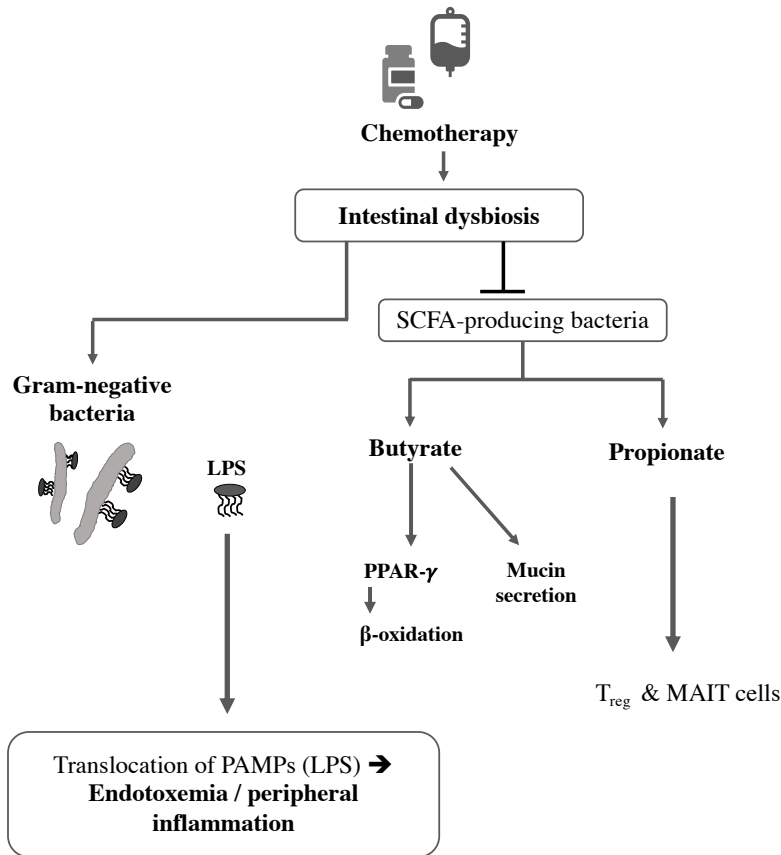 Chemotherapy
Intestinal dysbiosis
SCFA-producing bacteria
Gram-negative
bacteria
LPS
Butyrate
Propionate
PPAR-γ
β-oxidation
Mucin
secretion
Treg & MAIT cells
Translocation of PAMPs (LPS) ➔
Endotoxemia / peripheral
inflammation